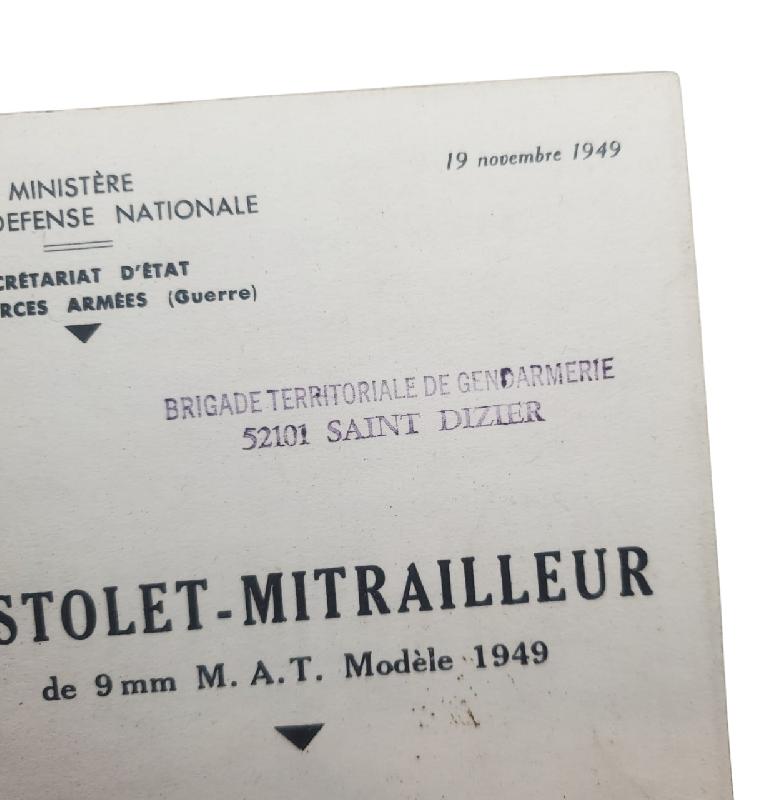 19 novembre 1949
MINISTÈRE
DEFENSE NATIONALE
CRÉTARIAT D'ÉTAT
RCES ARMÉES (Guerre)
BRIGADE TERRITORIALE DE GENDARMERIE
52101 SAINT DIZIER
STOLET-MITRAILLEUR
de 9 mm M. A. T. Modèle 1949